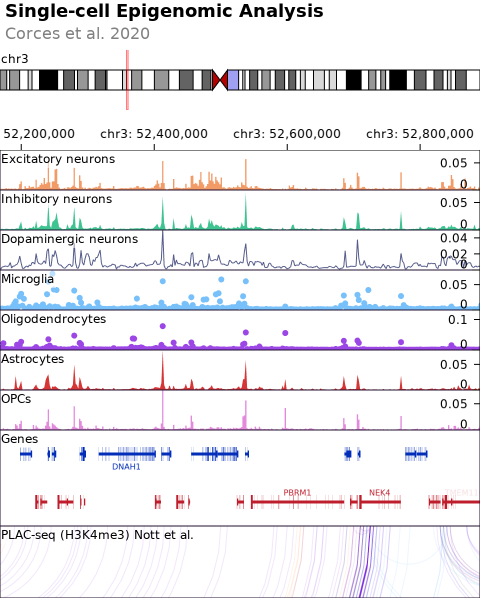 Single-cell Epigenomic Analysis
Corces et al. 2020
chr3
52,200,000 chr3: 52,400,000 chr3: 52,600,000 chr3: 52,800,000
Excitatory neurons 0.05
0
Inhibitory neurons 0.05
0
Dopaminergic neurons 0.04
0.02
0
Microglia 0.05
0
Oligodendrocytes 0.1
0
Astrocytes 0.05
0
OPCs 0.05
0
Genes
DNAH1
PBRM1 NEK4
PLAC-seq (H3K4me3) Nott et al.